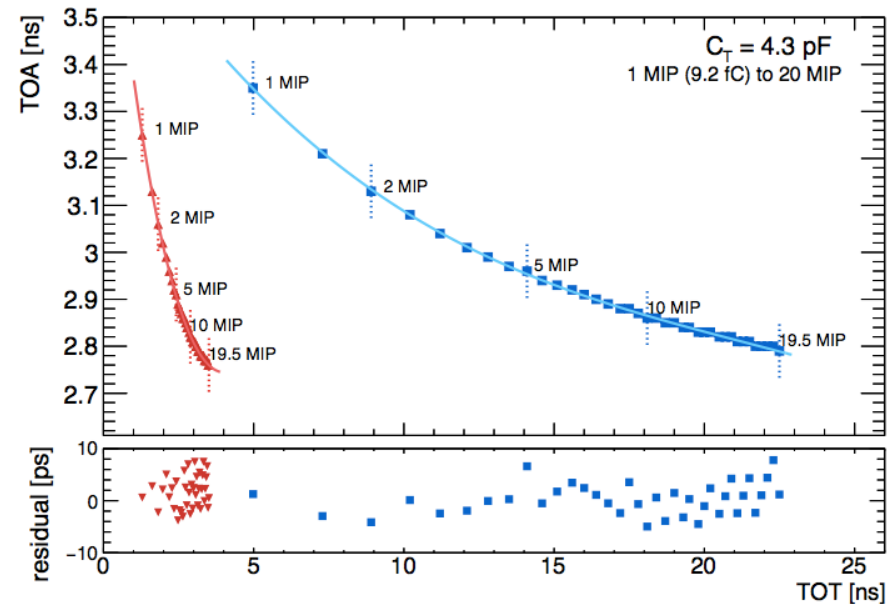 TOA [ns]
3.5
3.4
3.3
3.2
3.1
3
2.9
2.8
2.7
C_T = 4.3 pF
1 MIP (9.2 fC) to 20 MIP
1 MIP
2 MIP
5 MIP
10 MIP
19.5 MIP
1 MIP
2 MIP
5 MIP
10 MIP
19.5 MIP
residual [ps]
10
0
−10
0 5 10 15 20 25
TOT [ns]